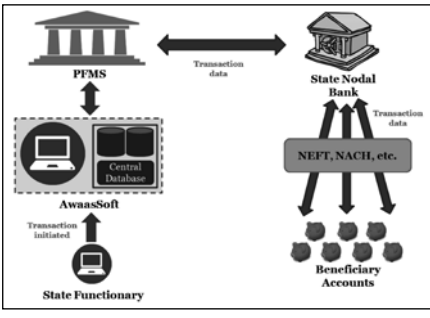 PFMS
Transaction
data
State Nodal
Bank
Transaction
data
NEFT, NACH, etc.
Central
Database
AwaasSoft
Transaction
initiated
State Functionary
Beneficiary
Accounts